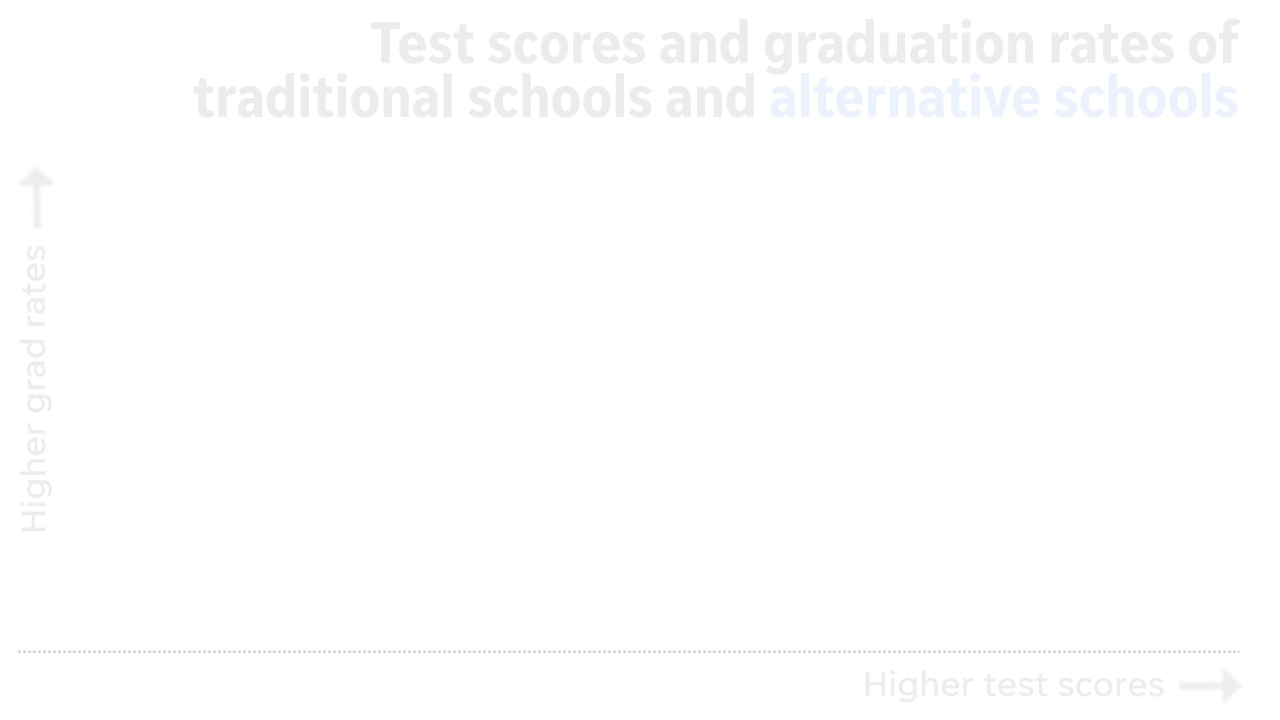 Test scores and graduation rates of
traditional schools and alternative schools
Higher grad rates
Higher test scores